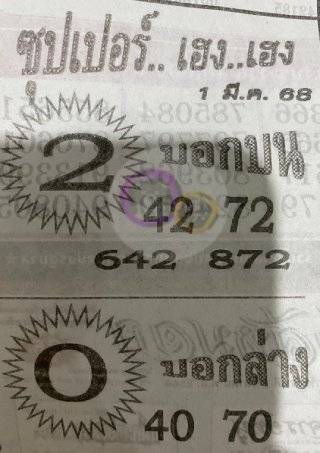 ซุปเปอร์.. เฮง..เฮง
1 มี.ค. 68
2 บอกบน
42 72
642 872
0 บอกล่าง
40 70